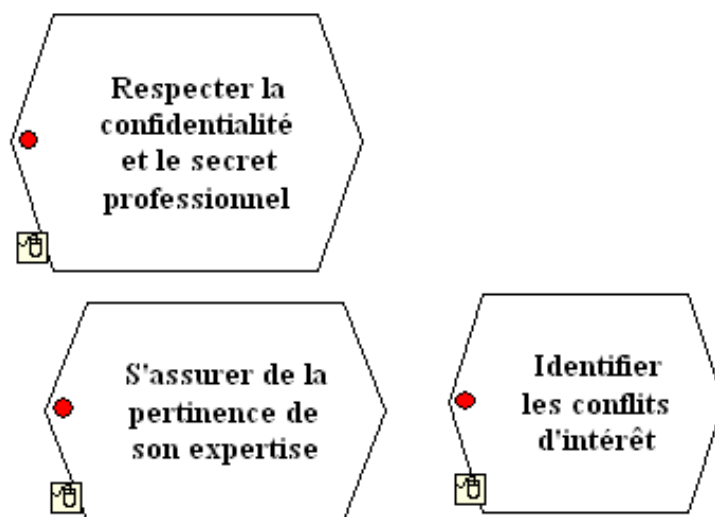 Respecter la
confidentialité
et le secret
professionnel
S'assurer de la
pertinence de
son expertise
Identifier
les conflits
d'intérêt